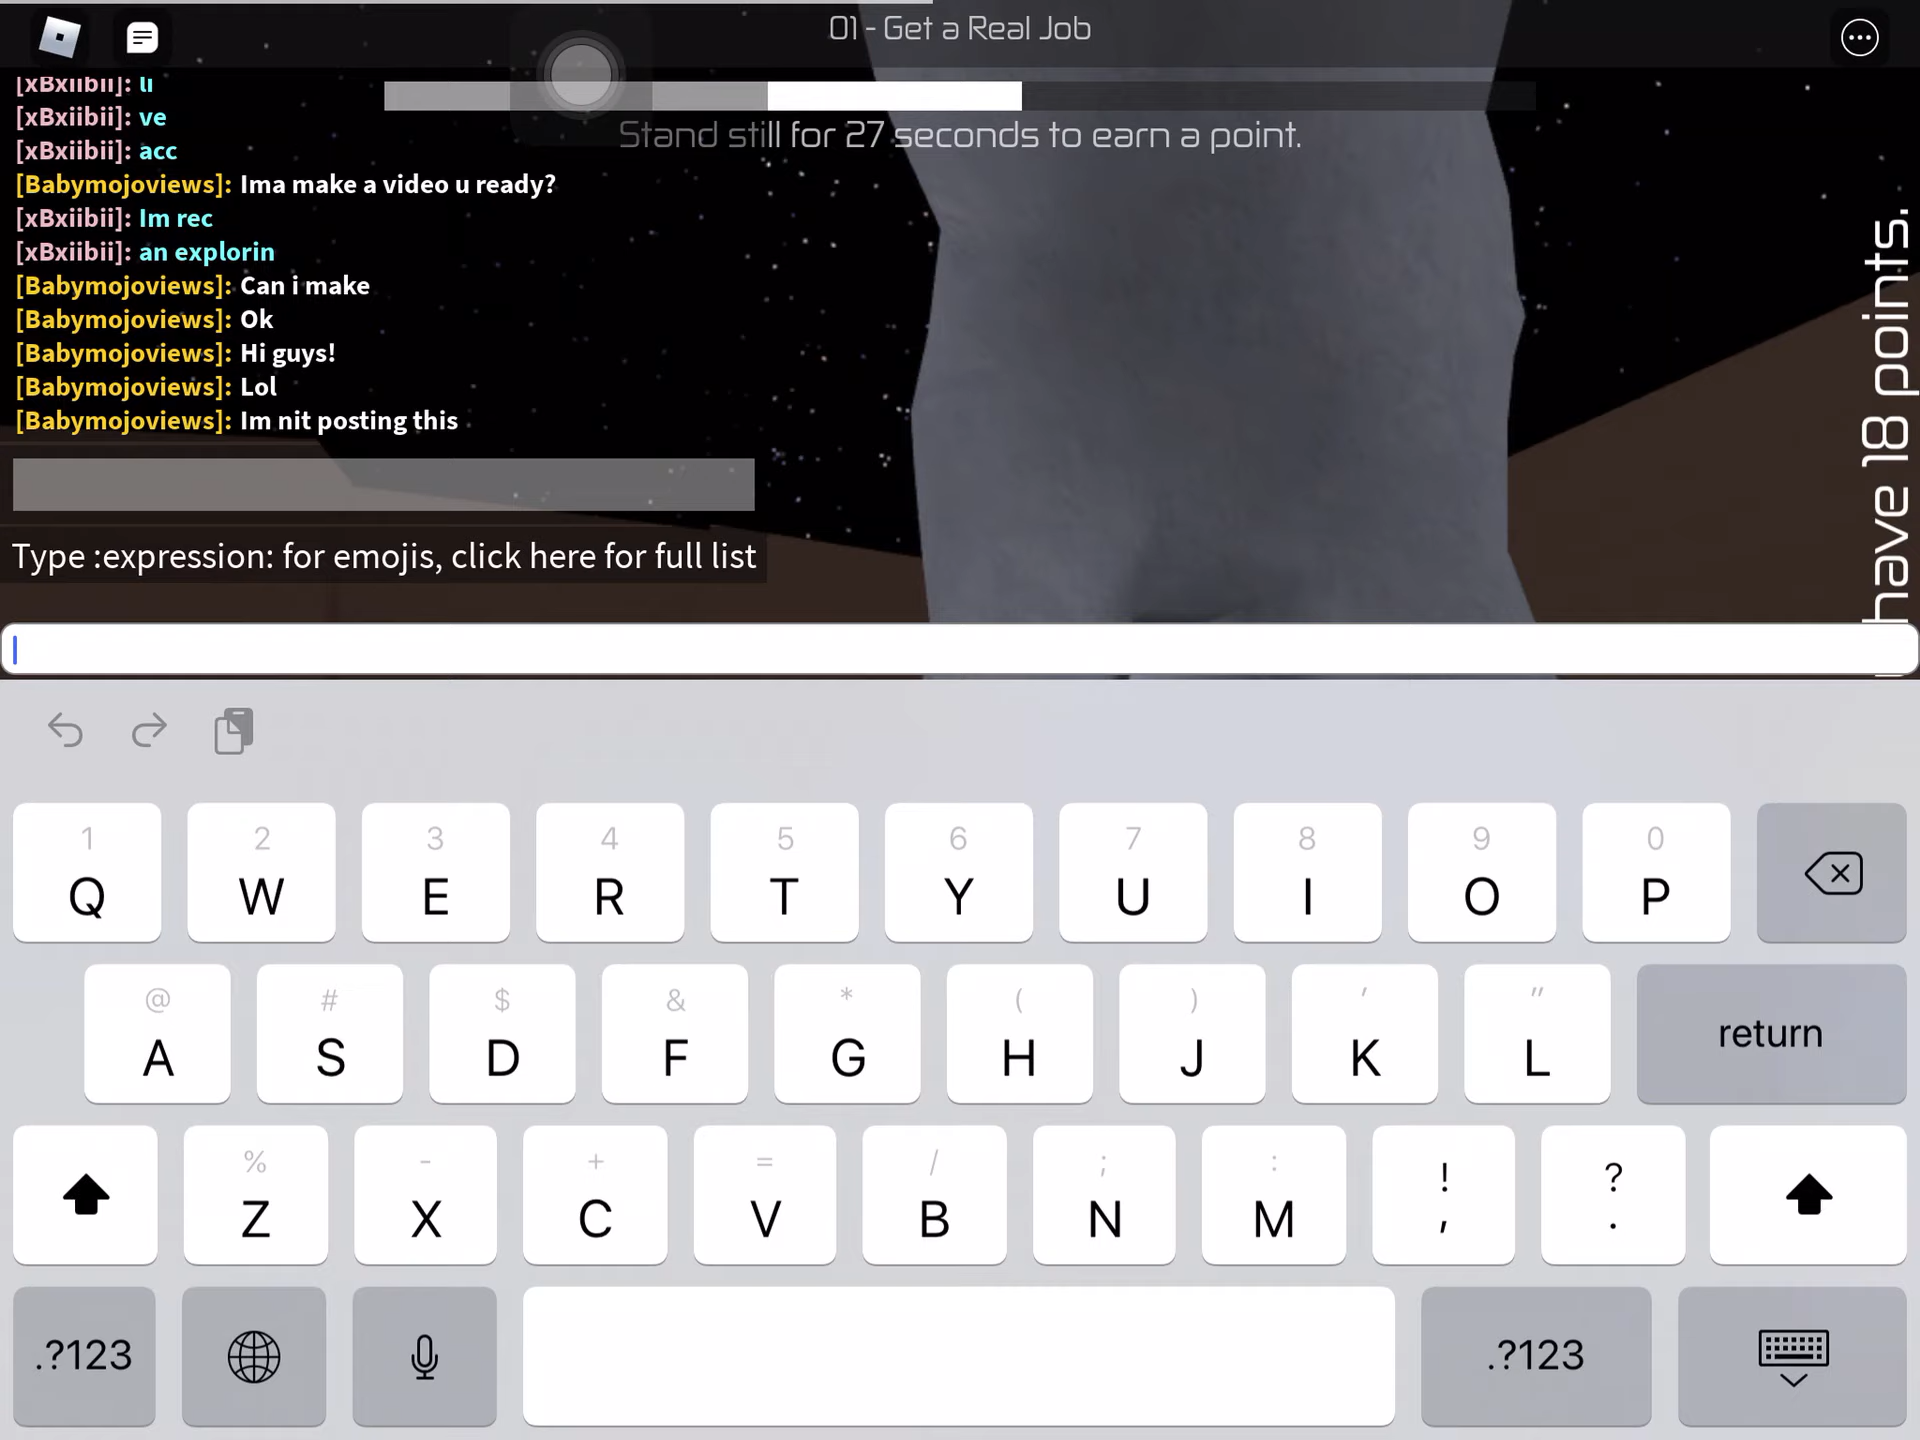 01 - Get a Real Job
[xBxiibii]: li
[xBxiibii]: ve
[xBxiibii]: acc
[Babymojoviews]: Ima make a video u ready?
[xBxiibii]: Im rec
[xBxiibii]: an explorin
[Babymojoviews]: Can i make
[Babymojoviews]: Ok
[Babymojoviews]: Hi guys!
[Babymojoviews]: Lol
[Babymojoviews]: Im nit posting this
Stand still for 27 seconds to earn a point.
have 18 points.
Type :expression: for emojis, click here for full list
1 2 3 4 5 6 7 8 9 0
Q W E R T Y U I O P
@ # $ & * ( ) ' "
A S D F G H J K L return
% - + = / ; : ! ?
Z X C V B N M , .
.?123 .?123